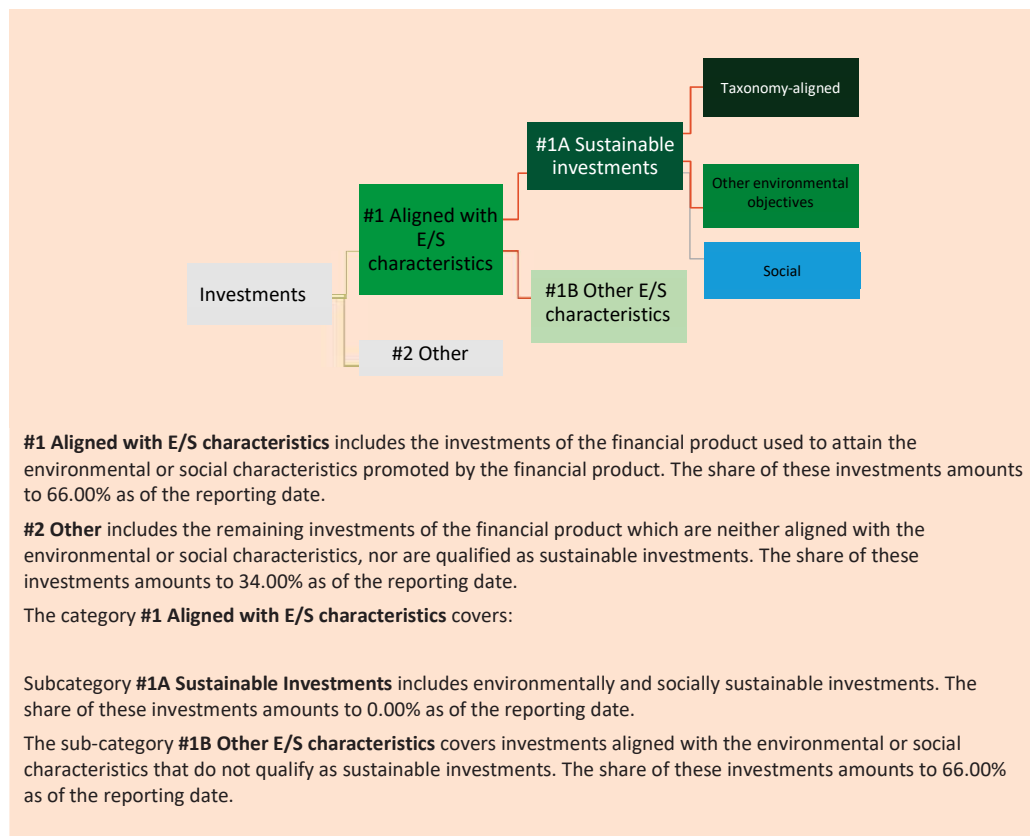 Taxonomy-aligned
#1A Sustainable
investments
Other environmental
objectives
#1 Aligned with
E/S
characteristics
Social
Investments
#1B Other E/S
characteristics
#2 Other
#1 Aligned with E/S characteristics includes the investments of the financial product used to attain the
environmental or social characteristics promoted by the financial product. The share of these investments amounts
to 66.00% as of the reporting date.
#2 Other includes the remaining investments of the financial product which are neither aligned with the
environmental or social characteristics, nor are qualified as sustainable investments. The share of these
investments amounts to 34.00% as of the reporting date.
The category #1 Aligned with E/S characteristics covers:
Subcategory #1A Sustainable Investments includes environmentally and socially sustainable investments. The
share of these investments amounts to 0.00% as of the reporting date.
The sub-category #1B Other E/S characteristics covers investments aligned with the environmental or social
characteristics that do not qualify as sustainable investments. The share of these investments amounts to 66.00%
as of the reporting date.